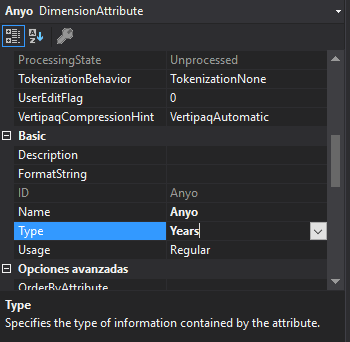 Anyo DimensionAttribute
ProcessingState Unprocessed
TokenizationBehavior TokenizationNone
UserEditFlag 0
VertipaqCompressionHint VertipaqAutomatic
Basic
Description
FormatString
ID Anyo
Name Anyo
Type Years
Usage Regular
Opciones avanzadas
OrderByAttribute
Type
Specifies the type of information contained by the attribute.